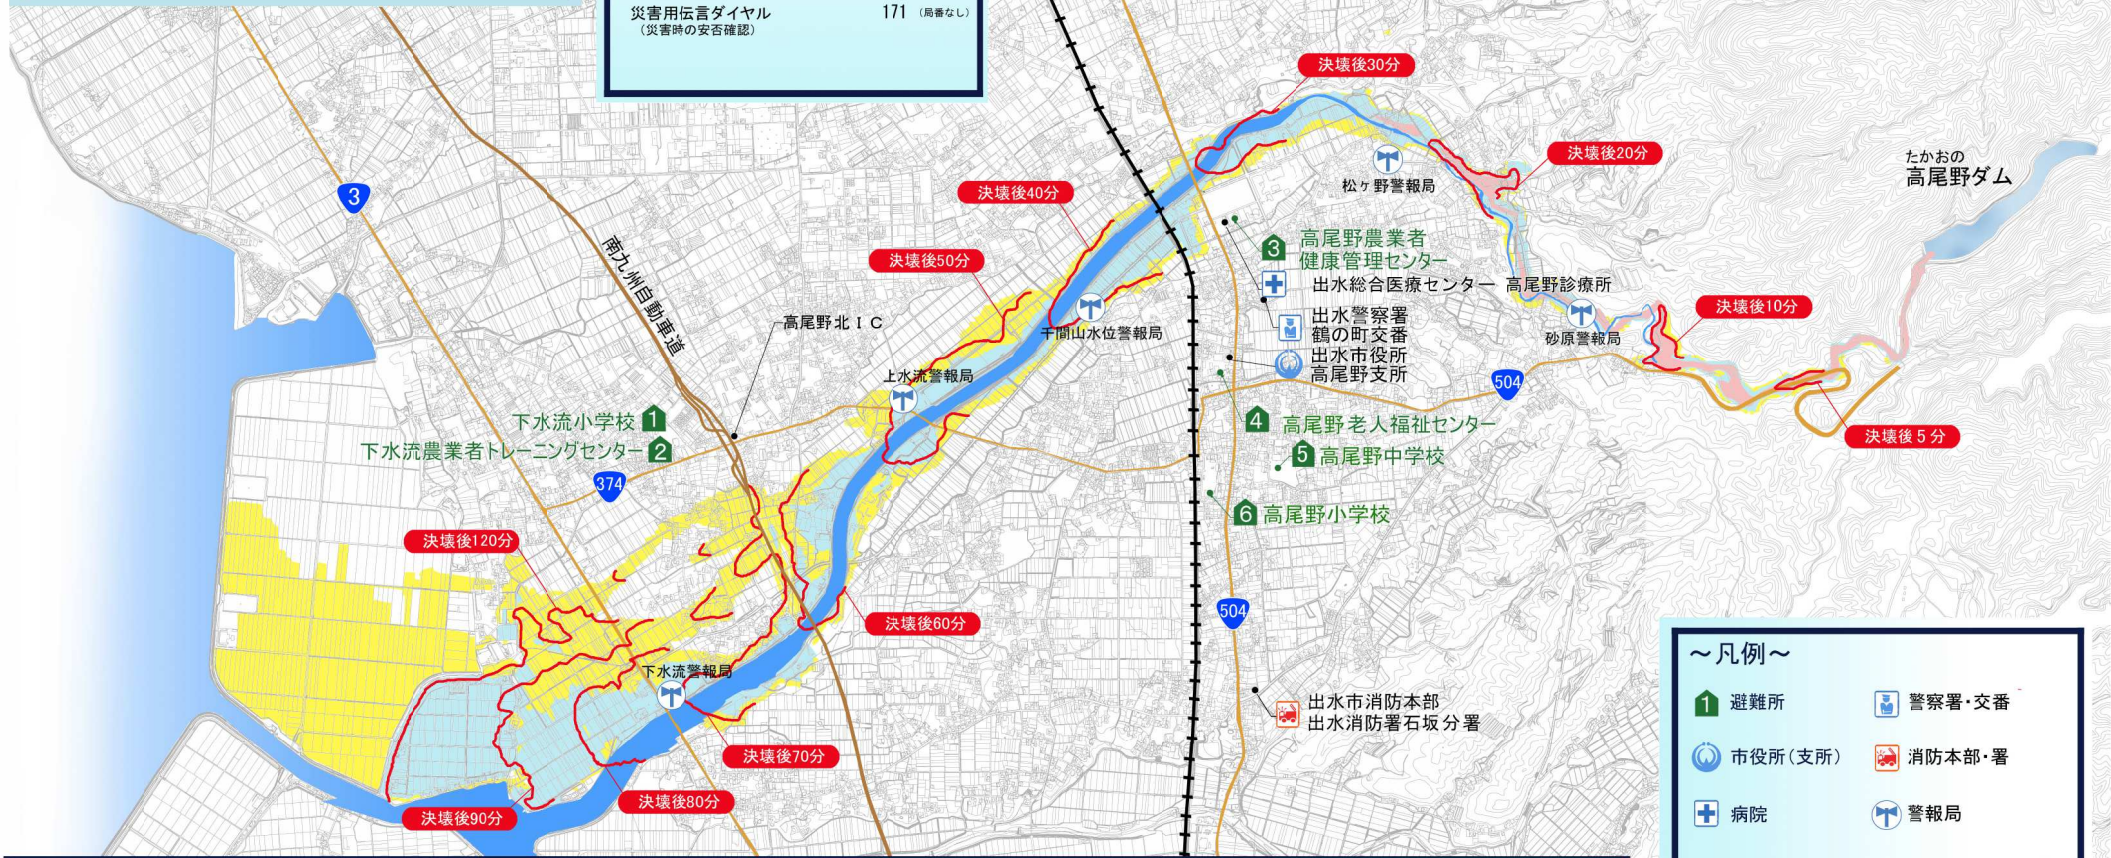 災害用伝言ダイヤル 171 (局番なし)
(災害時の安否確認)
決壊後30分
決壊後20分
たかおの
高尾野ダム
松ヶ野警報局
決壊後40分
3
南九州自動車道
決壊後50分
3 高尾野農業者
健康管理センター
出水総合医療センター 高尾野診療所
決壊後10分
高尾野北IC
千間山水位警報局
出水警察署
鶴の町交番
砂原警報局
出水市役所
高尾野支所
上水流警報局
504
下水流小学校 1
4 高尾野老人福祉センター
決壊後5分
下水流農業者トレーニングセンター 2
5 高尾野中学校
374
6 高尾野小学校
決壊後120分
504
決壊後60分
下水流警報局
出水市消防本部
出水消防署石坂分署
決壊後70分
決壊後80分
決壊後90分
～凡例～
1 避難所
警察署・交番
市役所(支所)
消防本部・署
病院
警報局